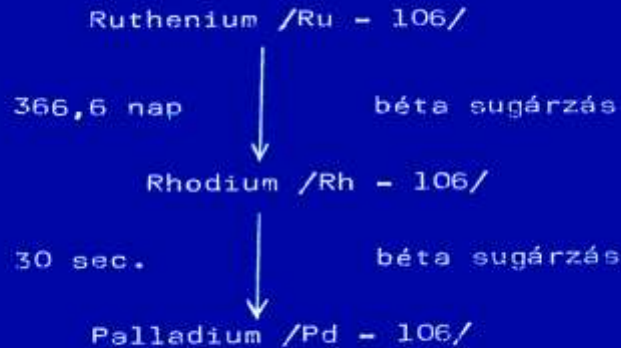 Ruthenium /Ru - 106/
366,6 nap béta sugárzás
Rhodium /Rh - 106/
30 sec. béta sugárzás
Palladium /Pd - 106/